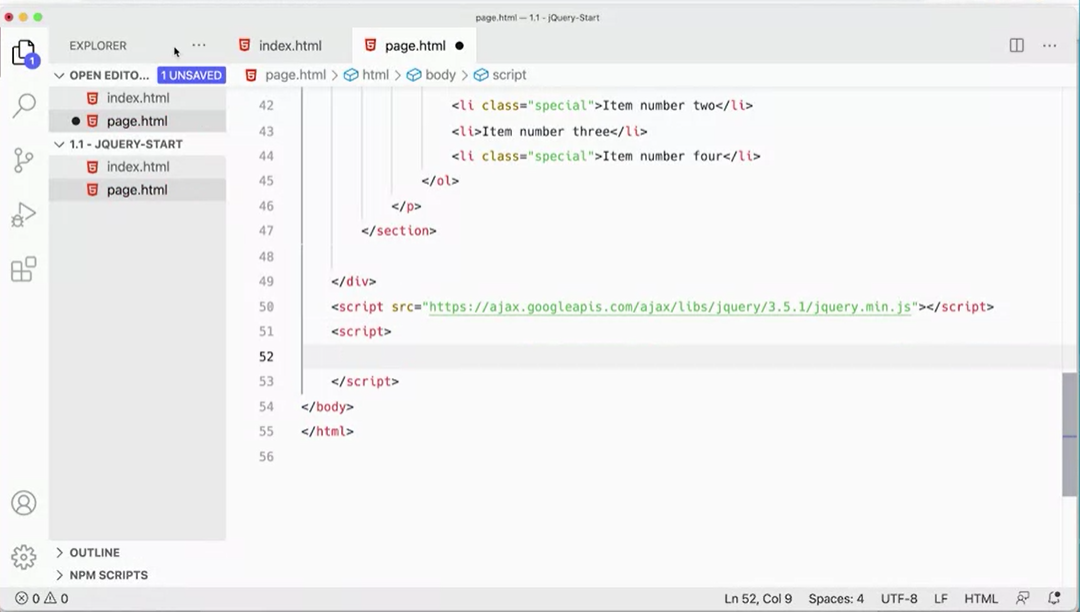 page.html — 1.1 - jQuery-Start
EXPLORER
index.html
page.html
OPEN EDITO...
1 UNSAVED
page.html > html > body > script
index.html
page.html
1.1 - JQUERY-START
index.html
page.html
1
42 <li class="special">Item number two</li>
43 <li>Item number three</li>
44 <li class="special">Item number four</li>
45 </ol>
46 </p>
47 </section>
48
49 </div>
50 <script src="https://ajax.googleapis.com/ajax/libs/jquery/3.5.1/jquery.min.js"></script>
51 <script>
52
53 </script>
54 </body>
55 </html>
56
OUTLINE
NPM SCRIPTS
0 0
Ln 52, Col 9 Spaces: 4 UTF-8 LF HTML